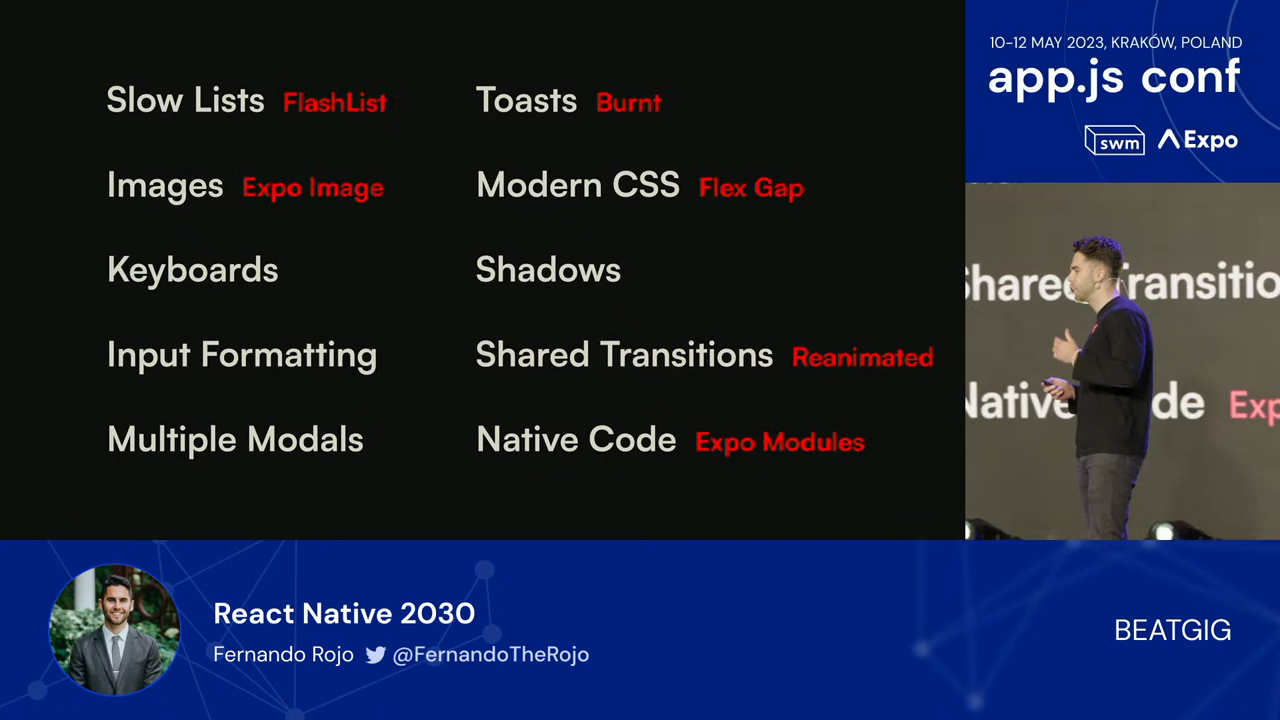 Slow Lists FlashList
Images Expo Image
Keyboards
Input Formatting
Multiple Modals
Toasts Burnt
Modern CSS Flex Gap
Shadows
Shared Transitions Reanimated
Native Code Expo Modules
10-12 MAY 2023, KRAKÓW, POLAND
app.js conf
swm Expo
React Native 2030
Fernando Rojo @FernandoTheRojo
BEATGIG